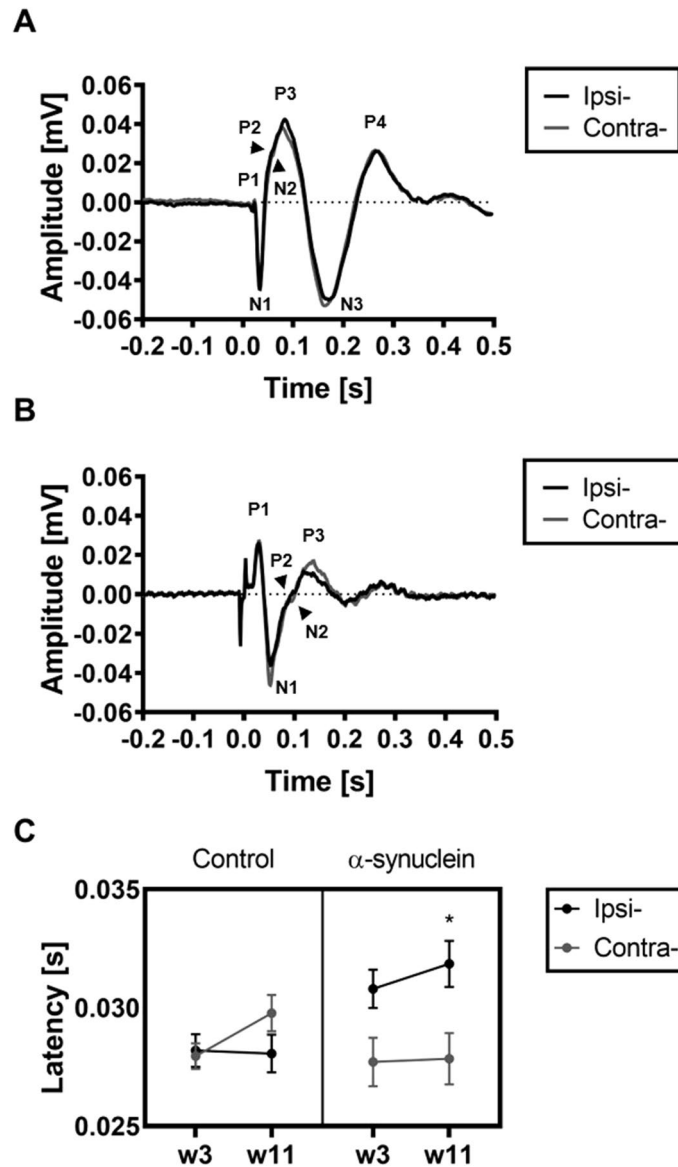 A
Ipsi-
Contra-
P3
P2
P4
P1
N2
N1
N3
0.06
0.04
0.02
0.00
-0.02
-0.04
-0.06
Amplitude [mV]
-0.2 -0.1 0.0 0.1 0.2 0.3 0.4 0.5
Time [s]
B
Ipsi-
Contra-
P1
P3
P2
N2
N1
0.06
0.04
0.02
0.00
-0.02
-0.04
-0.06
Amplitude [mV]
-0.2 -0.1 0.0 0.1 0.2 0.3 0.4 0.5
Time [s]
C
Control α-synuclein
Ipsi-
Contra-
*
0.035
0.030
0.025
Latency [s]
w3 w11 w3 w11